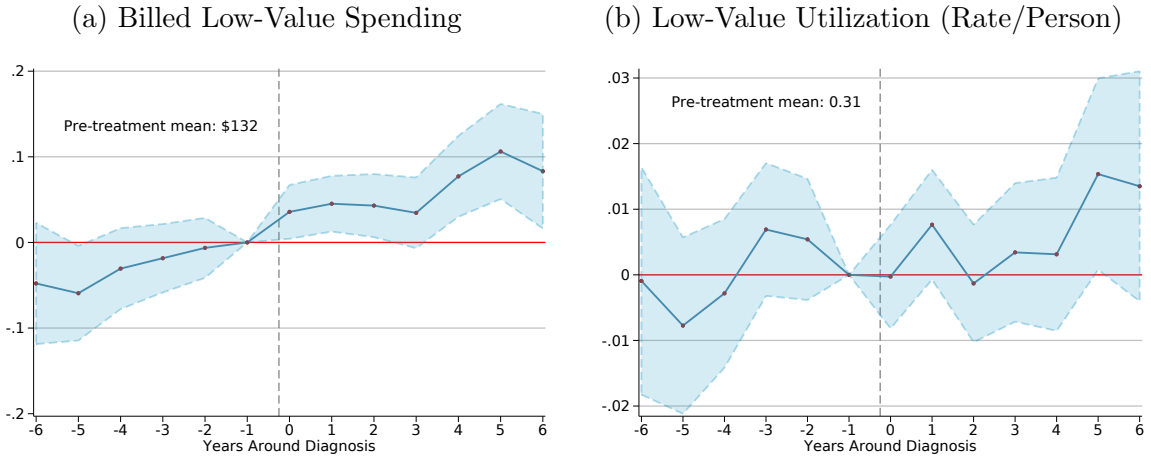 (a) Billed Low-Value Spending
.2
.1
0
-.1
-.2
Pre-treatment mean: $132
-6 -5 -4 -3 -2 -1 0 1 2 3 4 5 6
Years Around Diagnosis
(b) Low-Value Utilization (Rate/Person)
.03
.02
.01
0
-.01
-.02
Pre-treatment mean: 0.31
-6 -5 -4 -3 -2 -1 0 1 2 3 4 5 6
Years Around Diagnosis